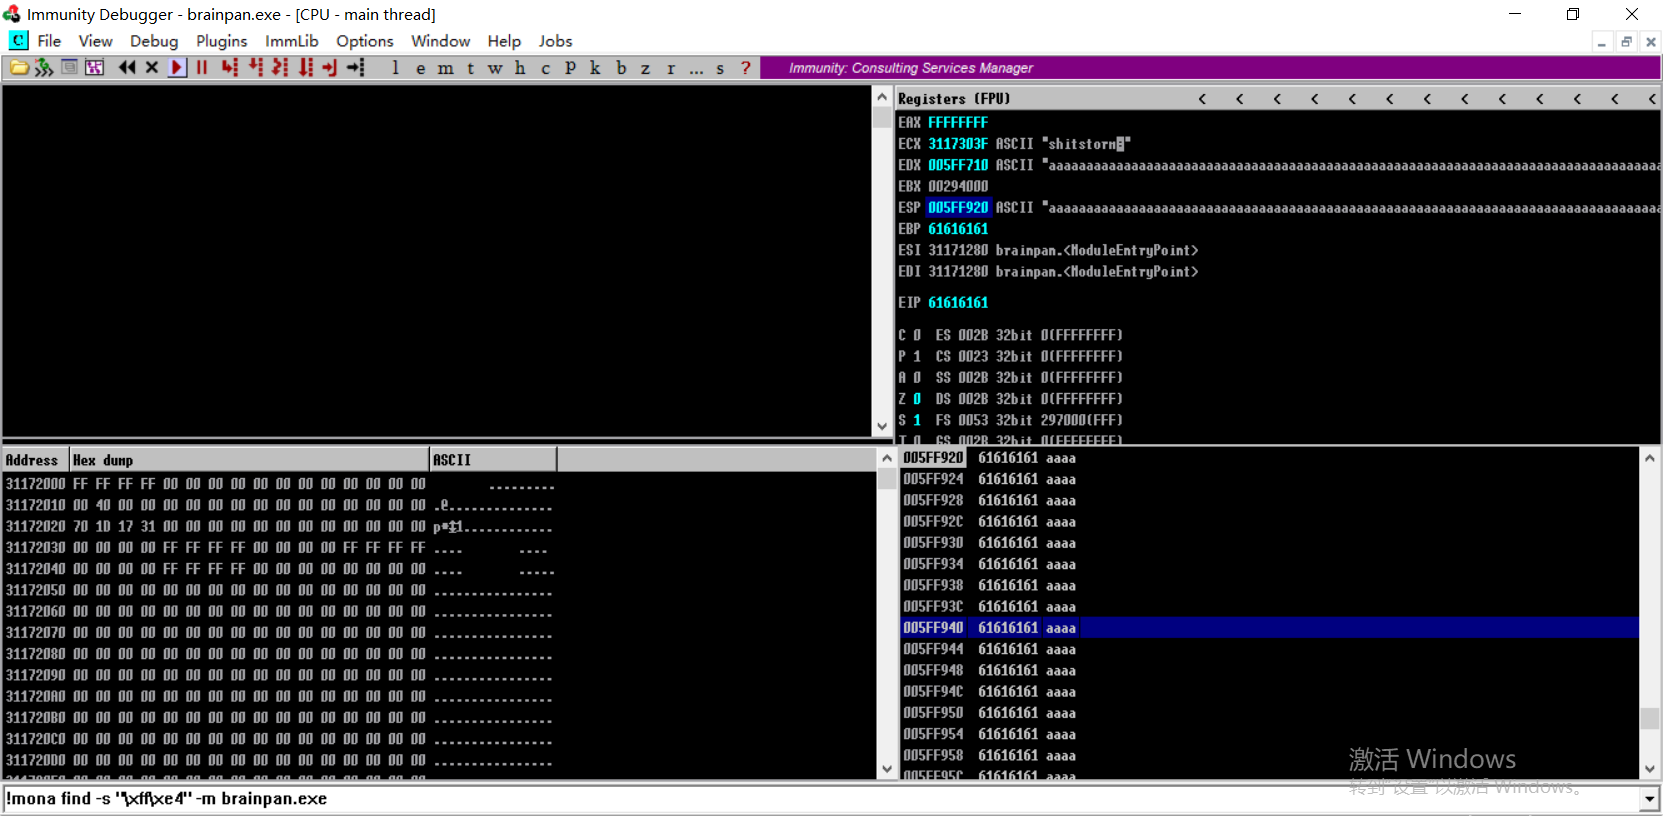 Immunity Debugger - brainpan.exe - [CPU - main thread]
C File View Debug Plugins ImmLib Options Window Help Jobs
l e m t w h c P k b z r ... s ? Immunity: Consulting Services Manager
Registers (FPU) < < < < < < < < < < < < <
EAX FFFFFFFF
ECX 3117303F ASCII "shitstorm
EDX 005FF710 ASCII "aaaaaaaaaaaaaaaaaaaaaaaaaaaaaaaaaaaaaaaaaaaaaaaaaaaaaaaaaaaaaaaaaaaaaaaaaaaaaaaaa
EBX 00294000
ESP 005FF920 ASCII "aaaaaaaaaaaaaaaaaaaaaaaaaaaaaaaaaaaaaaaaaaaaaaaaaaaaaaaaaaaaaaaaaaaaaaaaaaaaaaaaa
EBP 61616161
ESI 31171280 brainpan.<ModuleEntryPoint>
EDI 31171280 brainpan.<ModuleEntryPoint>
EIP 61616161
C 0 ES 002B 32bit 0(FFFFFFFF)
P 1 CS 0023 32bit 0(FFFFFFFF)
A 0 SS 002B 32bit 0(FFFFFFFF)
Z 0 DS 002B 32bit 0(FFFFFFFF)
S 1 FS 0053 32bit 297000(FFF)
T 0 GS 002B 32bit 0(FFFFFFFF)
Address Hex dump ASCII
31172000 FF FF FF FF 00 00 00 00 00 00 00 00 00 00 00 00 .........
31172010 00 40 00 00 00 00 00 00 00 00 00 00 00 00 00 00 .@..............
31172020 70 1D 17 31 00 00 00 00 00 00 00 00 00 00 00 00 p 1............
31172030 00 00 00 00 FF FF FF FF 00 00 00 00 FF FF FF FF .... ....
31172040 00 00 00 00 FF FF FF FF 00 00 00 00 00 00 00 00 .... .....
31172050 00 00 00 00 00 00 00 00 00 00 00 00 00 00 00 00 ................
31172060 00 00 00 00 00 00 00 00 00 00 00 00 00 00 00 00 ................
31172070 00 00 00 00 00 00 00 00 00 00 00 00 00 00 00 00 ................
31172080 00 00 00 00 00 00 00 00 00 00 00 00 00 00 00 00 ................
31172090 00 00 00 00 00 00 00 00 00 00 00 00 00 00 00 00 ................
311720A0 00 00 00 00 00 00 00 00 00 00 00 00 00 00 00 00 ................
311720B0 00 00 00 00 00 00 00 00 00 00 00 00 00 00 00 00 ................
311720C0 00 00 00 00 00 00 00 00 00 00 00 00 00 00 00 00 ................
311720D0 00 00 00 00 00 00 00 00 00 00 00 00 00 00 00 00 ................
005FF920 61616161 aaaa
005FF924 61616161 aaaa
005FF928 61616161 aaaa
005FF92C 61616161 aaaa
005FF930 61616161 aaaa
005FF934 61616161 aaaa
005FF938 61616161 aaaa
005FF93C 61616161 aaaa
005FF940 61616161 aaaa
005FF944 61616161 aaaa
005FF948 61616161 aaaa
005FF94C 61616161 aaaa
005FF950 61616161 aaaa
005FF954 61616161 aaaa
005FF958 61616161 aaaa
005FF95C 61616161 aaaa
激活 Windows
转到"设置"以激活 Windows。
!mona find -s "\xff\xe4" -m brainpan.exe